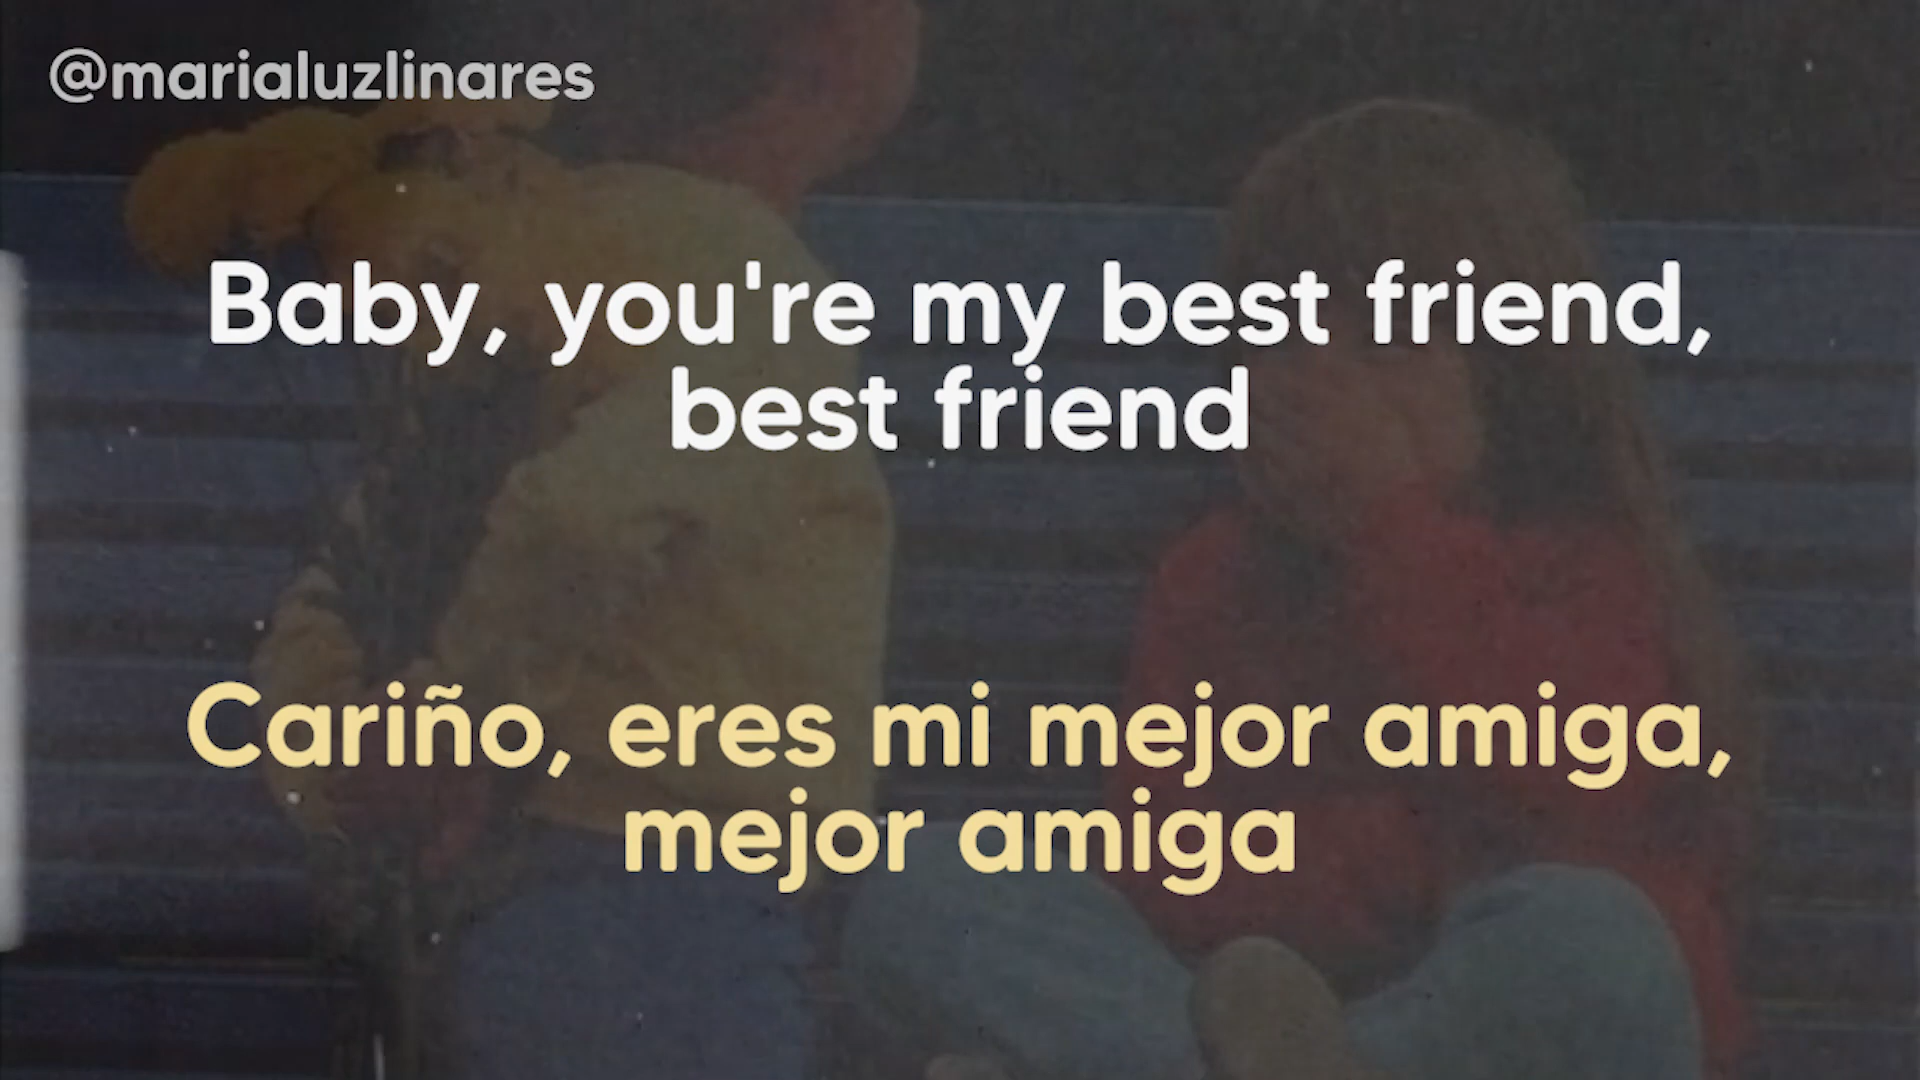 @marialuzlinares
Baby, you're my best friend,
best friend
Cariño, eres mi mejor amiga,
mejor amiga